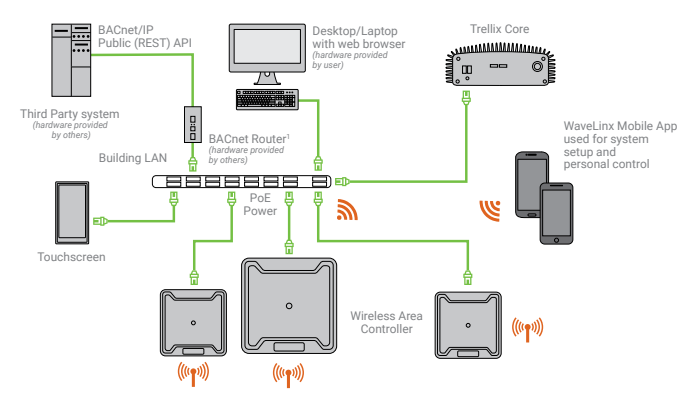 BACnet/IP
Public (REST) API
Desktop/Laptop
with web browser
(hardware provided
by user)
Trellix Core
Third Party system
(hardware provided
by others)
BACnet Router¹
(hardware provided
by others)
Building LAN
WaveLinx Mobile App
used for system
setup and
personal control
PoE
Power
Touchscreen
Wireless Area
Controller